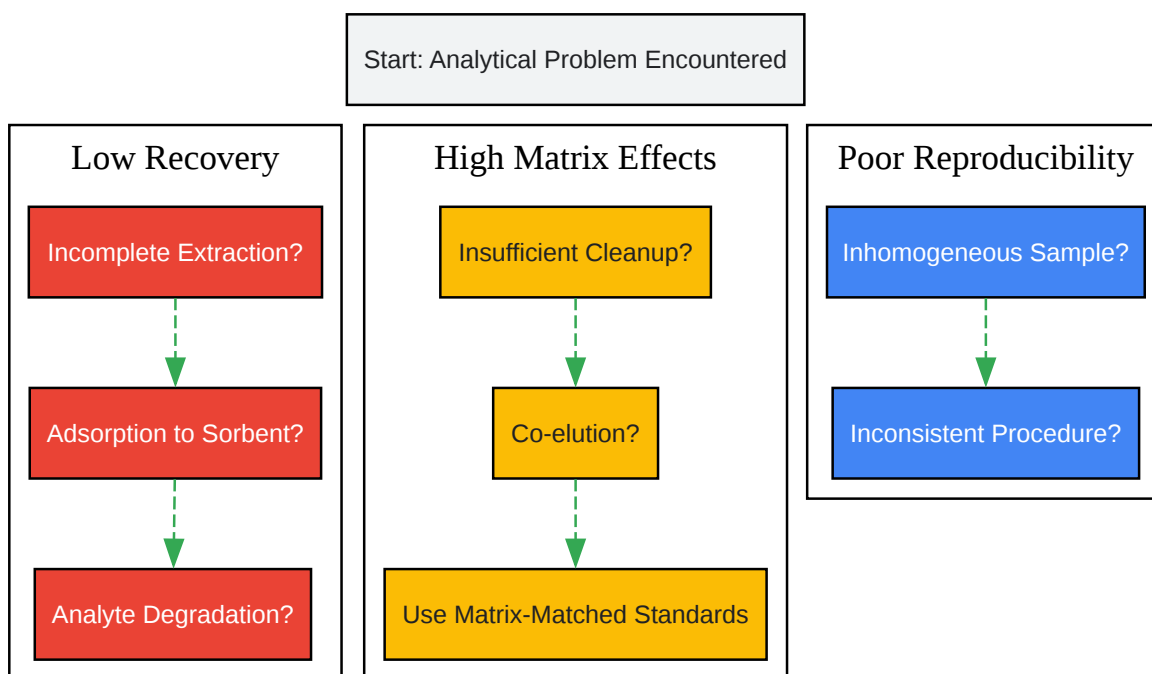 Start: Analytical Problem Encountered
Low Recovery
Incomplete Extraction?
Adsorption to Sorbent?
Analyte Degradation?
High Matrix Effects
Insufficient Cleanup?
Co-elution?
Use Matrix-Matched Standards
Poor Reproducibility
Inhomogeneous Sample?
Inconsistent Procedure?